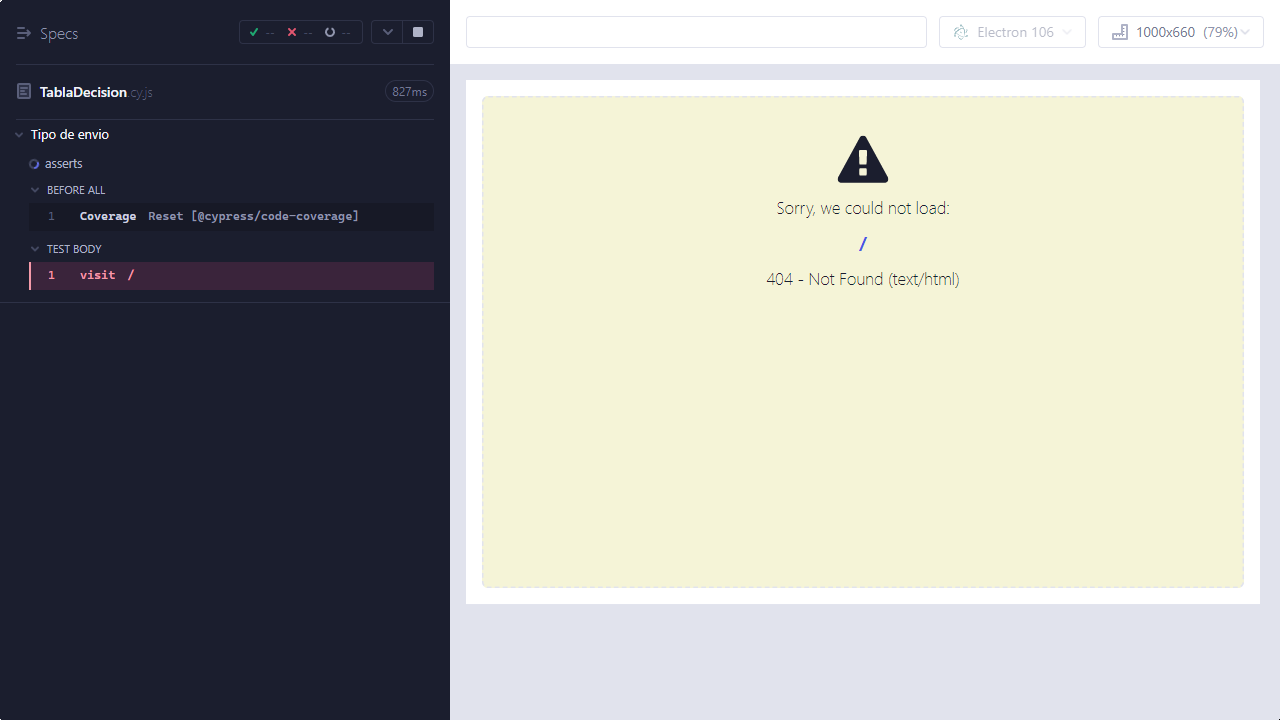 Specs
--
--
--
TablaDecision.cy.js
827ms
Tipo de envio
asserts
BEFORE ALL
1 Coverage Reset [@cypress/code-coverage]
TEST BODY
1 visit /
Electron 106
1000x660 (79%)
Sorry, we could not load:
/
404 - Not Found (text/html)